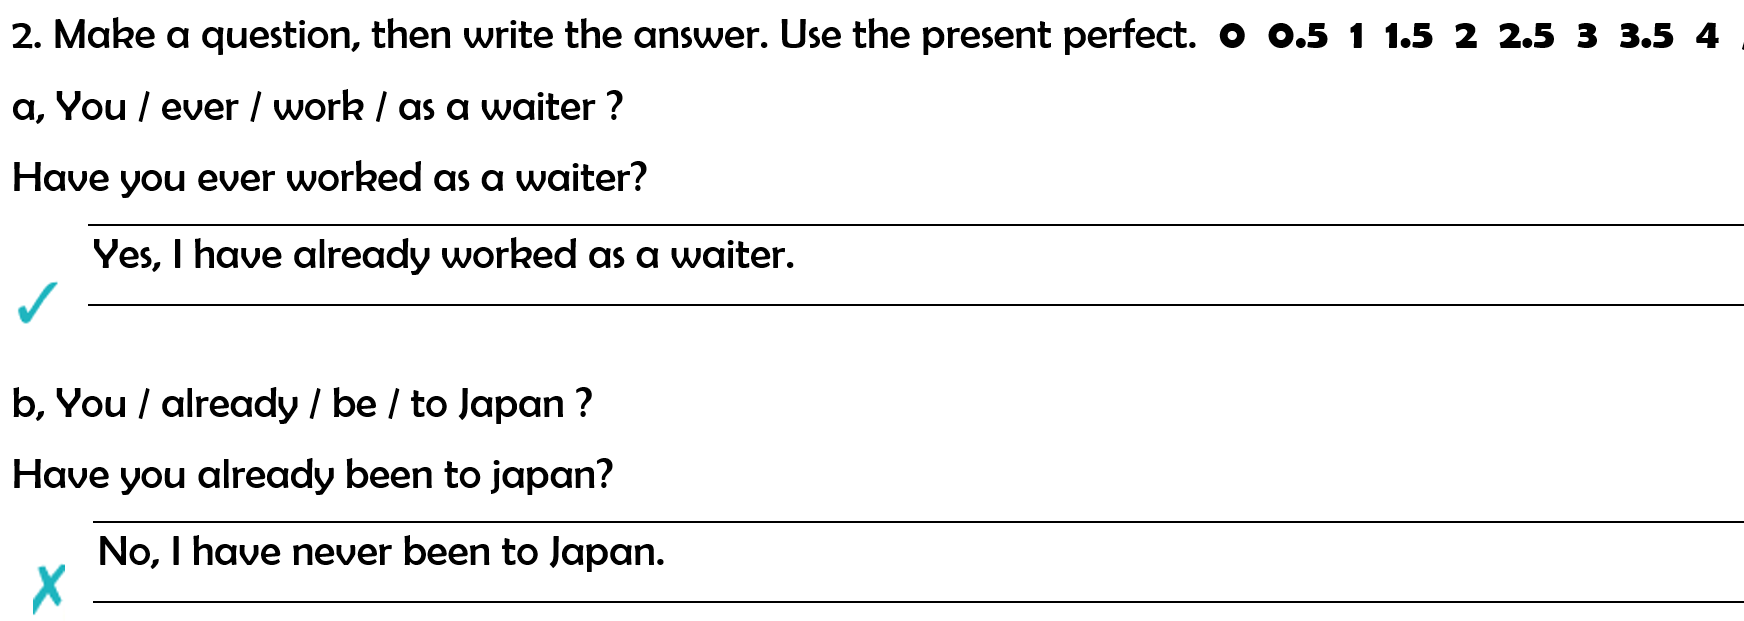 2. Make a question, then write the answer. Use the present perfect. 0 0.5 1 1.5 2 2.5 3 3.5 4
a, You / ever / work / as a waiter ?
Have you ever worked as a waiter?
Yes, I have already worked as a waiter.
b, You / already / be / to Japan ?
Have you already been to japan?
No, I have never been to Japan.